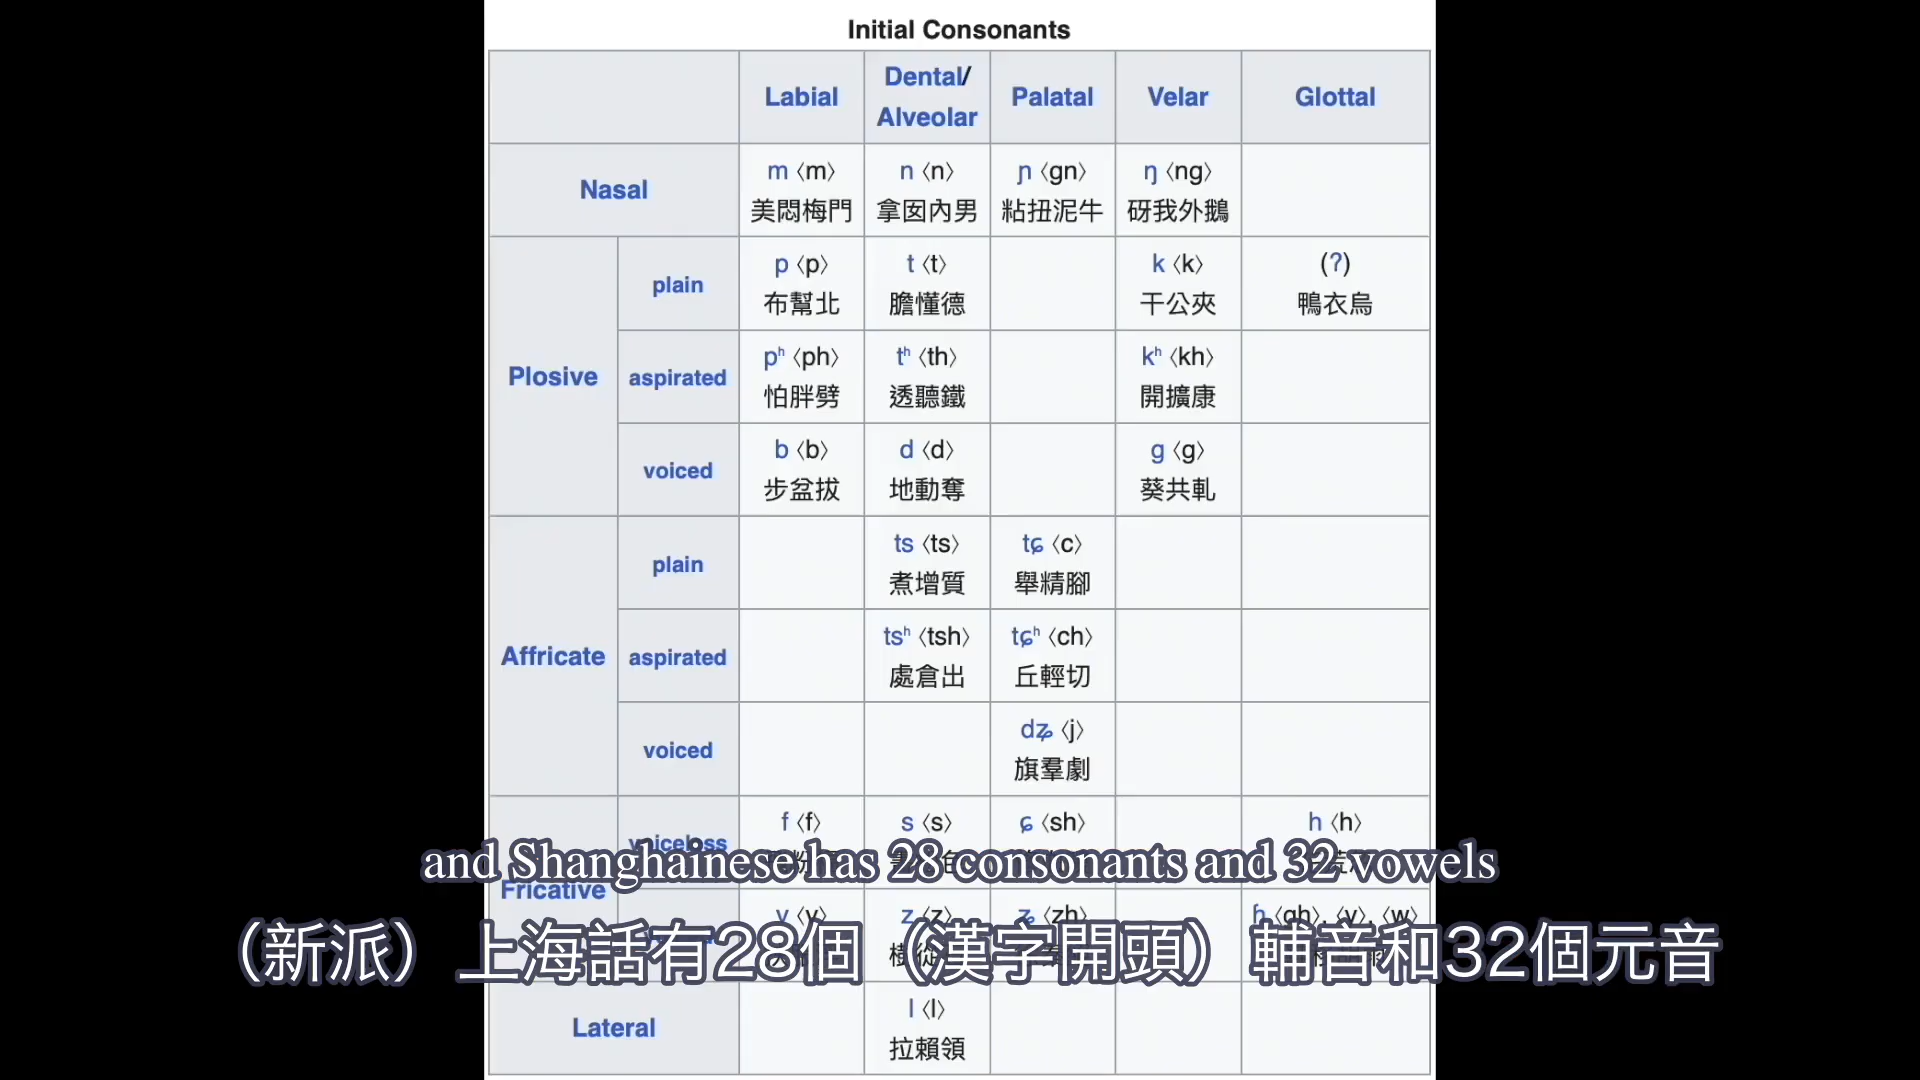 Initial Consonants
Labial
Dental/
Alveolar
Palatal
Velar
Glottal
Nasal
m ⟨m⟩
美悶梅門
n ⟨n⟩
拿囡內男
ɲ ⟨gn⟩
粘扭泥牛
ŋ ⟨ng⟩
砑我外鵝
Plosive
plain
p ⟨p⟩
布幫北
t ⟨t⟩
膽懂德
k ⟨k⟩
干公夾
(ʔ)
鴨衣烏
aspirated
pʰ ⟨ph⟩
怕胖劈
tʰ ⟨th⟩
透聽鐵
kʰ ⟨kh⟩
開擴康
voiced
b ⟨b⟩
步盆拔
d ⟨d⟩
地動奪
g ⟨g⟩
葵共軋
Affricate
plain
ts ⟨ts⟩
煮增質
tɕ ⟨c⟩
舉精腳
aspirated
tsʰ ⟨tsh⟩
處倉出
tɕʰ ⟨ch⟩
丘輕切
voiced
dʑ ⟨j⟩
旗羣劇
Fricative
voiceless
f ⟨f⟩
s ⟨s⟩
ɕ ⟨sh⟩
h ⟨h⟩
and Shanghainese has 28 consonants and 32 vowels
v ⟨v⟩
z ⟨z⟩
ʑ ⟨zh⟩
ɦ ⟨gh⟩, ⟨y⟩, ⟨w⟩
（新派）上海話有28個（漢字開頭）輔音和32個元音
Lateral
l ⟨l⟩
拉賴領